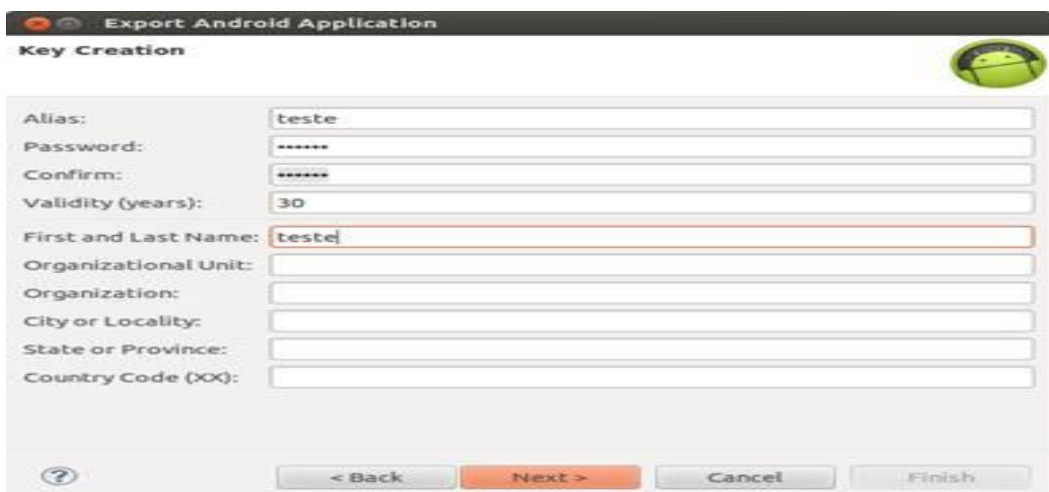 Export Android Application
Key Creation
Alias: teste
Password: ••••••
Confirm: ••••••
Validity (years): 30
First and Last Name: teste
Organizational Unit:
Organization:
City or Locality:
State or Province:
Country Code (XX):
? < Back Next > Cancel Finish